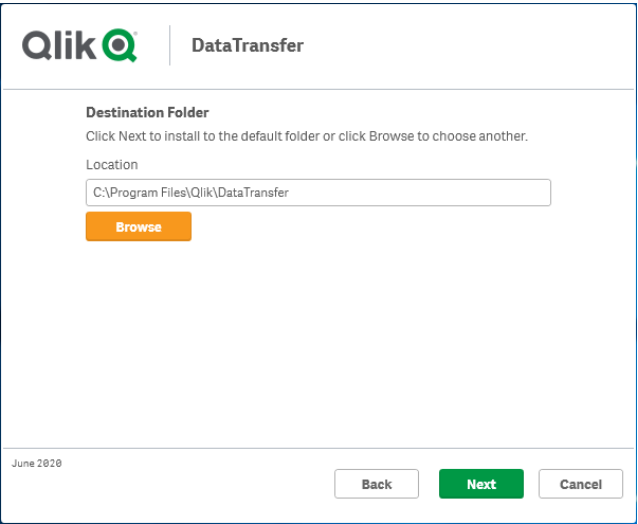 Qlik
DataTransfer
Destination Folder
Click Next to install to the default folder or click Browse to choose another.
Location
C:\Program Files\Qlik\DataTransfer
Browse
June 2020
Back Next Cancel